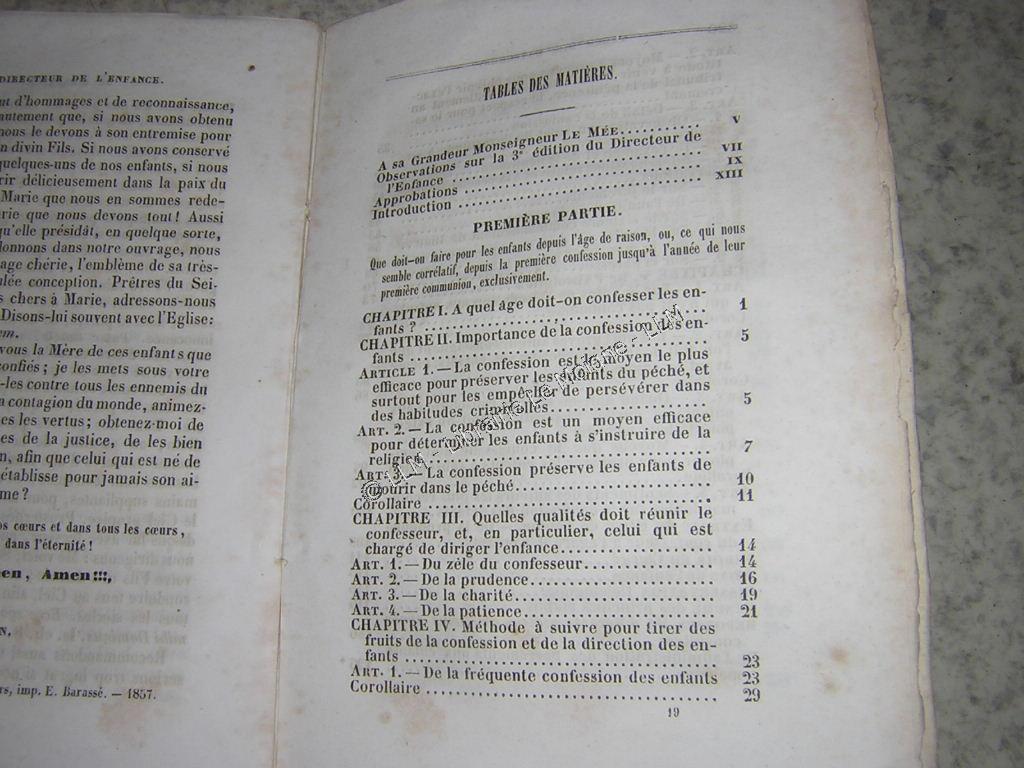 DIRECTEUR DE L'ENFANCE.
d'hommages et de reconnaissance,
autement que, si nous avons obtenu
nous le devons à son entremise pour
n divin Fils. Si nous avons conservé
quelques-uns de nos enfants, si nous
rir délicieusement dans la paix du
Marie que nous en sommes rede-
rie que nous devons tout! Aussi
qu'elle présidât, en quelque sorte,
donnons dans notre ouvrage, nous
age chérie, l'emblème de sa très-
ulée conception. Prêtres du Sei-
s chers à Marie, adressons-nous
Disons-lui souvent avec l'Eglise:
em.
vous la Mère de ces enfants que
confiés; je les mets sous votre
-les contre tous les ennemis du
a contagion du monde, animez-
es les vertus; obtenez-moi de
es de la justice, de les bien
n, afin que celui qui est né de
établisse pour jamais son ai-
me?
os cœurs et dans tous les cœurs,
dans l'éternité!
en, Amen!!!,
N,
rs, imp. E. Barassé. — 1857.
TABLES DES MATIÈRES.
A sa Grandeur Monseigneur LE MÉE........... V
Observations sur la 3e édition du Directeur de
l'Enfance ........................ VII
Approbations ........................ IX
Introduction ........................ XIII
PREMIÈRE PARTIE.
Que doit-on faire pour les enfants depuis l'âge de raison, ou, ce qui nous
semble corrélatif, depuis la première confession jusqu'à l'année de leur
première communion, exclusivement.
CHAPITRE I. A quel âge doit-on confesser les en-
fants ? ........................ 1
CHAPITRE II. Importance de la confession des en-
fants ........................ 5
ARTICLE 1. — La confession est le moyen le plus
efficace pour préserver les enfants du péché, et
surtout pour les empêcher de persévérer dans
des habitudes criminelles............... 5
ART. 2. — La confession est un moyen efficace
pour déterminer les enfants à s'instruire de la
religion ........................ 7
ART. 3. — La confession préserve les enfants de
mourir dans le péché.................. 10
Corollaire ........................ 11
CHAPITRE III. Quelles qualités doit réunir le
confesseur, et, en particulier, celui qui est
chargé de diriger l'enfance............... 14
ART. 1. — Du zèle du confesseur............ 14
ART. 2. — De la prudence.................. 16
ART. 3. — De la charité.................. 19
ART. 4. — De la patience.................. 21
CHAPITRE IV. Méthode à suivre pour tirer des
fruits de la confession et de la direction des en-
fants ........................ 23
ART. 1. — De la fréquente confession des enfants 23
Corollaire ........................ 29
19